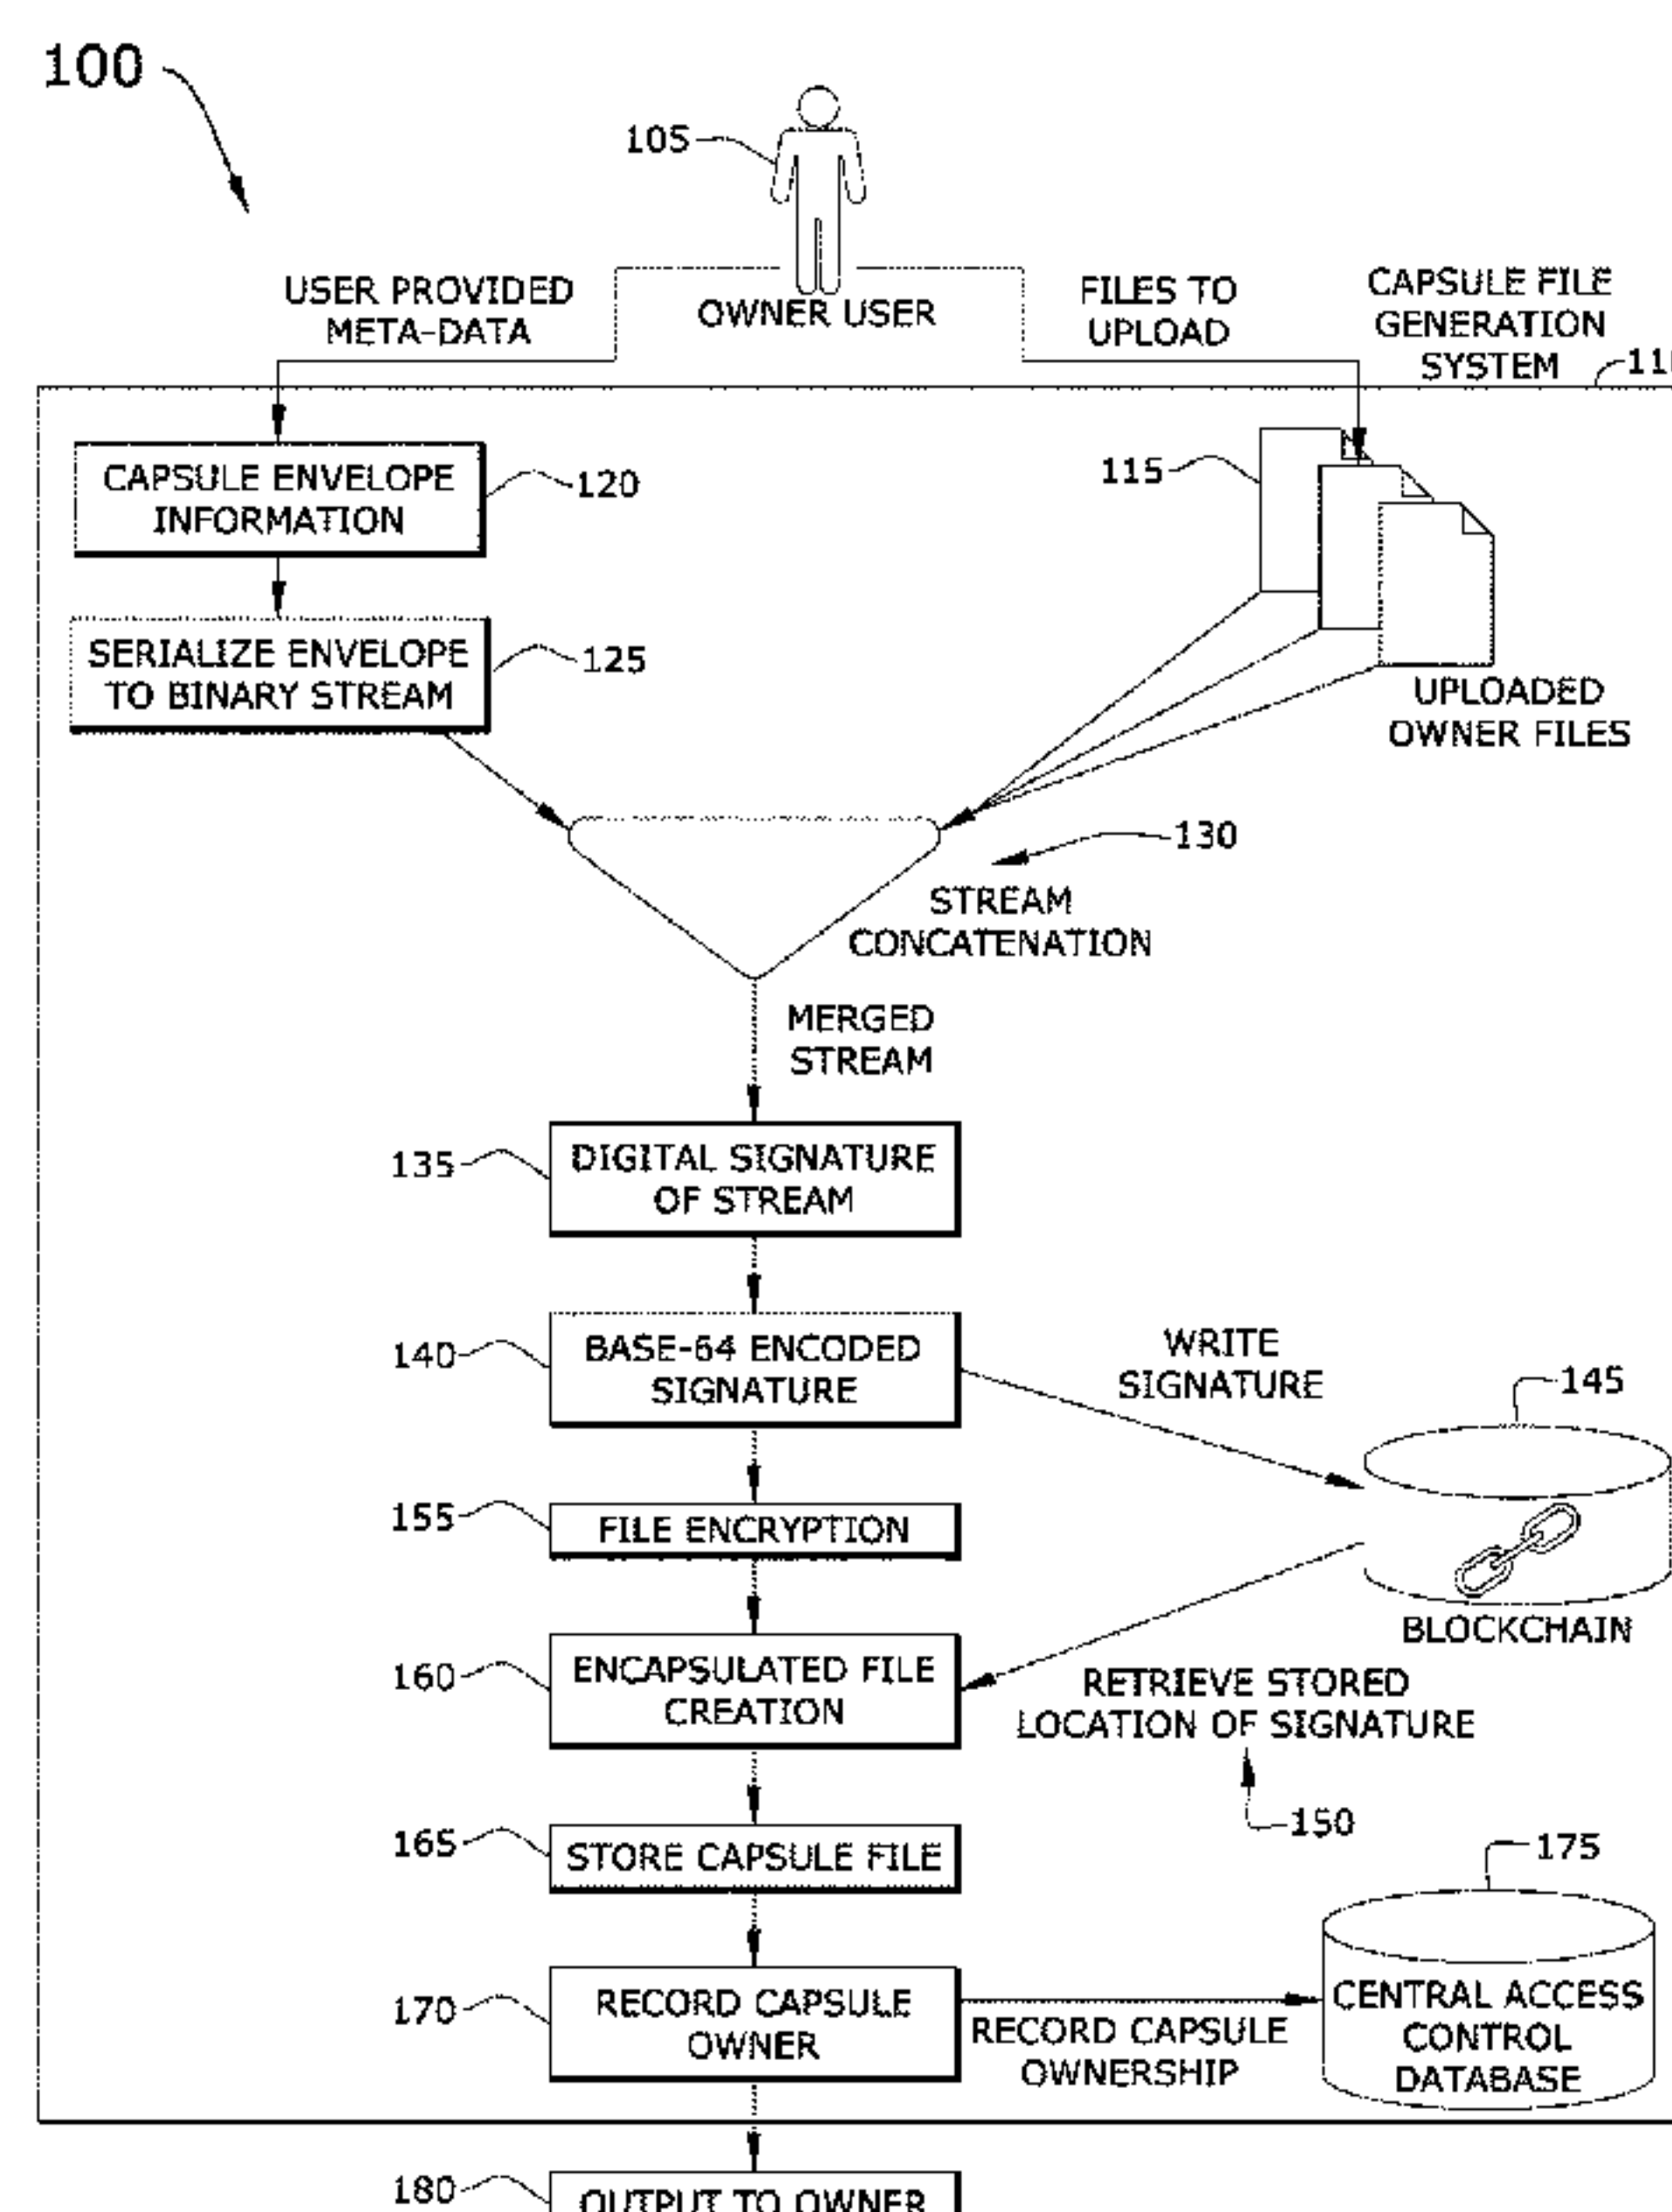 100
105
USER PROVIDED
META-DATA
OWNER USER
FILES TO
UPLOAD
CAPSULE FILE
GENERATION
SYSTEM
CAPSULE ENVELOPE
INFORMATION
120
115
SERIALIZE ENVELOPE
TO BINARY STREAM
125
UPLOADED
OWNER FILES
130
STREAM
CONCATENATION
MERGED
STREAM
135
DIGITAL SIGNATURE
OF STREAM
140
BASE-64 ENCODED
SIGNATURE
WRITE
SIGNATURE
145
155
FILE ENCRYPTION
BLOCKCHAIN
160
ENCAPSULATED FILE
CREATION
RETRIEVE STORED
LOCATION OF SIGNATURE
150
165
STORE CAPSULE FILE
175
170
RECORD CAPSULE
OWNER
RECORD CAPSULE
OWNERSHIP
CENTRAL ACCESS
CONTROL
DATABASE
180
OUTPUT TO OWNER